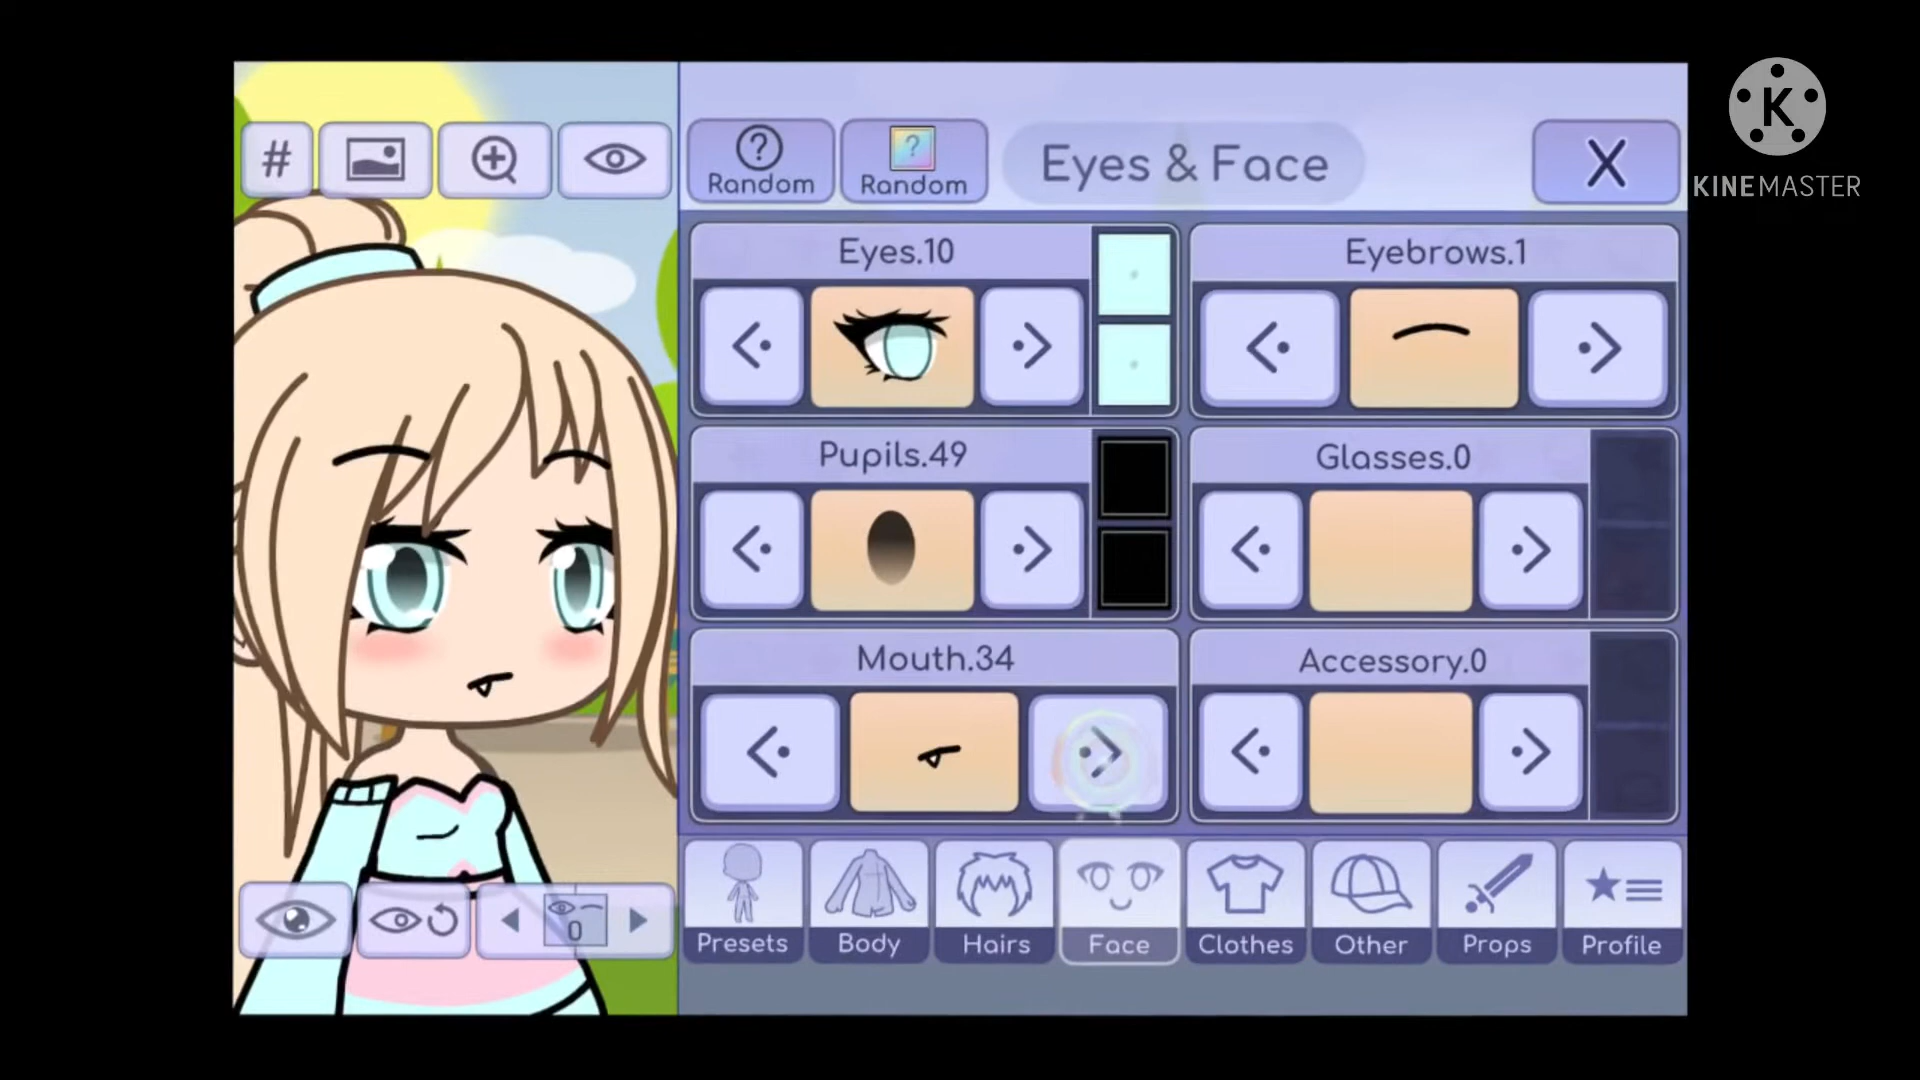 #
Random
Random
Eyes & Face
X
K
KINEMASTER
Eyes.10
Eyebrows.1
Pupils.49
Glasses.0
Mouth.34
Accessory.0
0
Presets
Body
Hairs
Face
Clothes
Other
Props
Profile